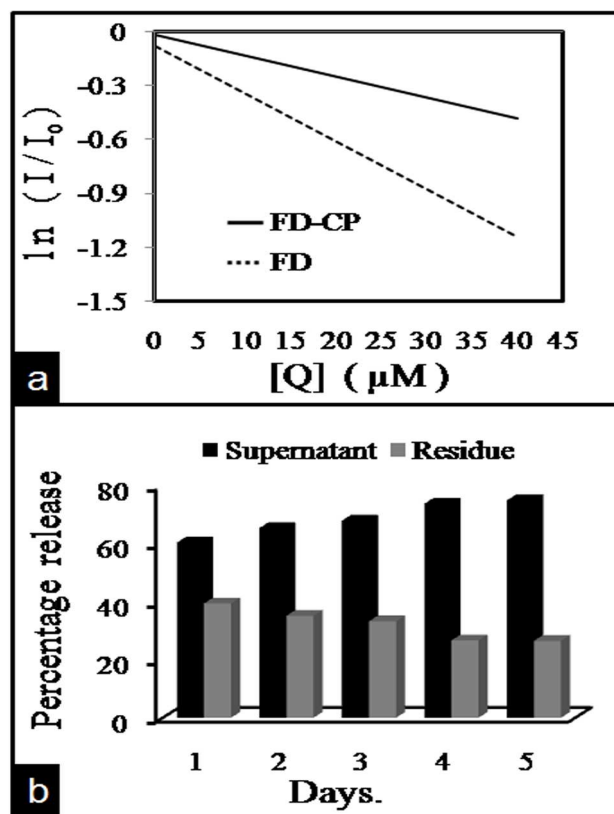 0
-0.3
-0.6
-0.9
-1.2
-1.5
ln (I/I₀)
FD-CP
FD
0 5 10 15 20 25 30 35 40 45
[Q] (μM)
a
Supernatant Residue
80
60
40
20
0
Percentage release
1 2 3 4 5
Days.
b